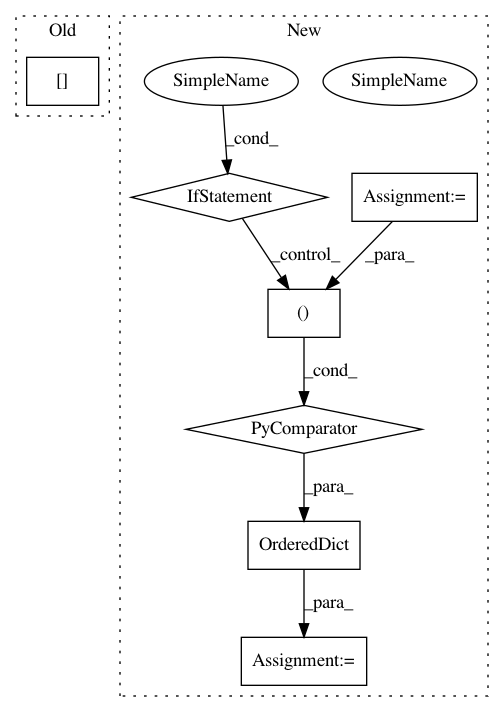 Old
New
[]
SimpleName
SimpleName
_cond_
IfStatement
Assignment:=
_control_
_para_
()
_cond_
PyComparator
_para_
OrderedDict
_para_
Assignment:=